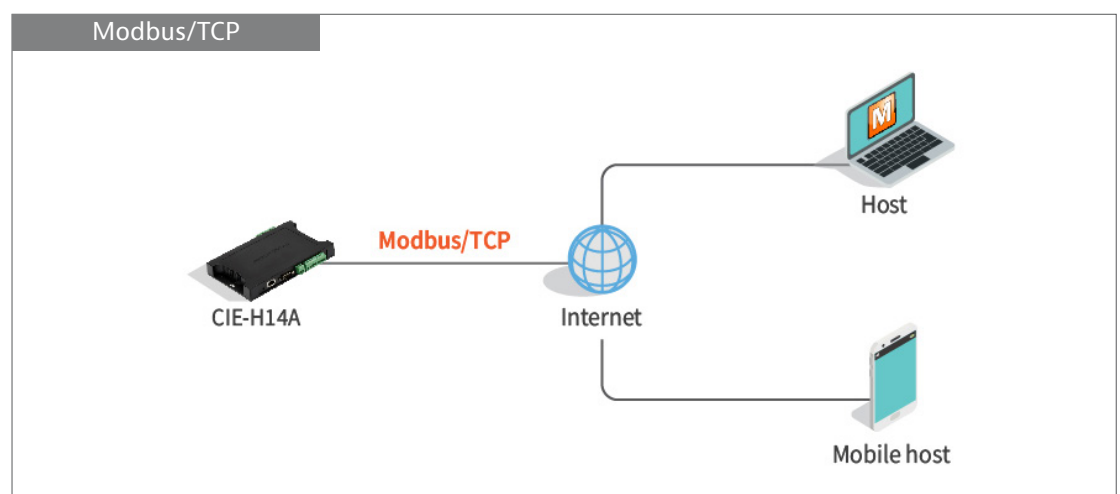 Modbus/TCP
M
Host
Modbus/TCP
CIE-H14A
Internet
Mobile host